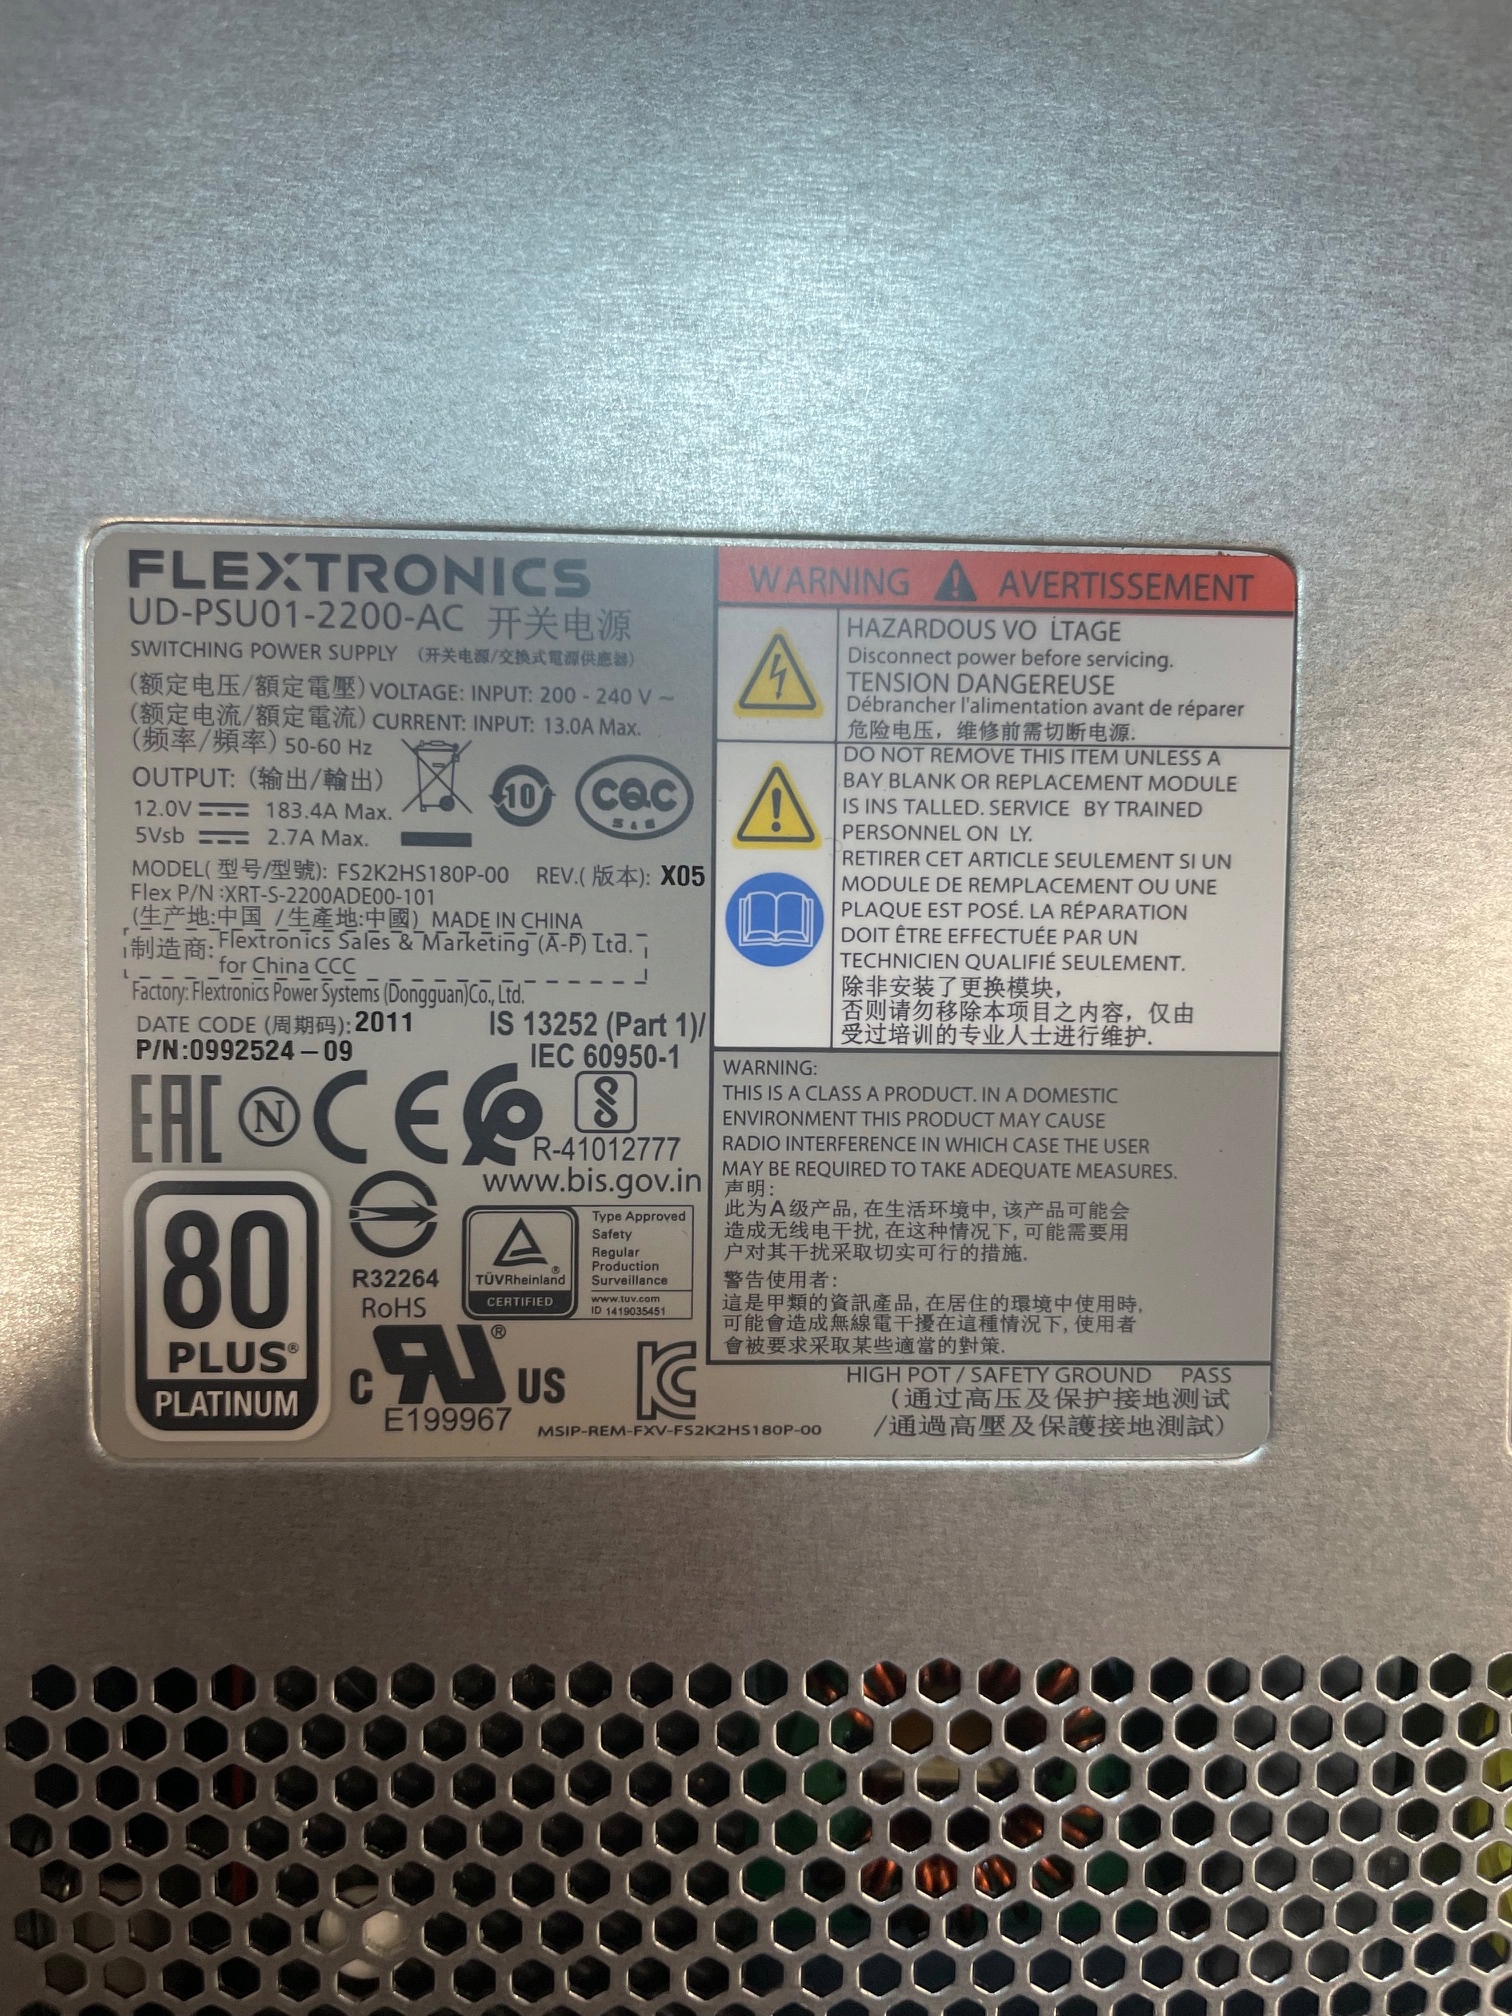 FLEXTRONICS
UD-PSU01-2200-AC 开关电源
SWITCHING POWER SUPPLY (开关电源/交换式電源供應器)
(额定电压/額定電壓) VOLTAGE: INPUT: 200 - 240 V ~
(额定电流/額定電流) CURRENT: INPUT: 13.0A Max.
(频率/頻率) 50-60 Hz
OUTPUT: (输出/輸出)
12.0V 183.4A Max.
5Vsb 2.7A Max.
10
CQC
S & E
MODEL( 型号/型號): FS2K2HS180P-00 REV.( 版本): X05
Flex P/N :XRT-S-2200ADE00-101
(生产地:中国 /生產地:中國) MADE IN CHINA
制造商: Flextronics Sales & Marketing (A-P) Ltd.
for China CCC
Factory: Flextronics Power Systems (Dongguan)Co., Ltd.
DATE CODE (周期码): 2011
P/N:0992524 – 09
IS 13252 (Part 1)/
IEC 60950-1
EAC N CE
R-41012777
www.bis.gov.in
80
PLUS®
PLATINUM
R32264
RoHS
TÜVRheinland®
CERTIFIED
Type Approved
Safety
Regular
Production
Surveillance
www.tuv.com
ID 1419035451
C RU® US
E199967
KC
MSIP-REM-FXV-FS2K2HS180P-00
WARNING AVERTISSEMENT
HAZARDOUS VO LTAGE
Disconnect power before servicing.
TENSION DANGEREUSE
Débrancher l'alimentation avant de réparer
危险电压，维修前需切断电源.
DO NOT REMOVE THIS ITEM UNLESS A
BAY BLANK OR REPLACEMENT MODULE
IS INS TALLED. SERVICE BY TRAINED
PERSONNEL ON LY.
RETIRER CET ARTICLE SEULEMENT SI UN
MODULE DE REMPLACEMENT OU UNE
PLAQUE EST POSÉ. LA RÉPARATION
DOIT ÊTRE EFFECTUÉE PAR UN
TECHNICIEN QUALIFIÉ SEULEMENT.
除非安装了更换模块，
否则请勿移除本项目之内容，仅由
受过培训的专业人士进行维护.
WARNING:
THIS IS A CLASS A PRODUCT. IN A DOMESTIC
ENVIRONMENT THIS PRODUCT MAY CAUSE
RADIO INTERFERENCE IN WHICH CASE THE USER
MAY BE REQUIRED TO TAKE ADEQUATE MEASURES.
声明:
此为A级产品, 在生活环境中, 该产品可能会
造成无线电干扰, 在这种情况下, 可能需要用
户对其干扰采取切实可行的措施.
警告使用者:
這是甲類的資訊產品, 在居住的環境中使用時,
可能會造成無線電干擾在這種情況下, 使用者
會被要求采取某些適當的對策.
HIGH POT / SAFETY GROUND PASS
(通过高压及保护接地测试
/通過高壓及保護接地測試)